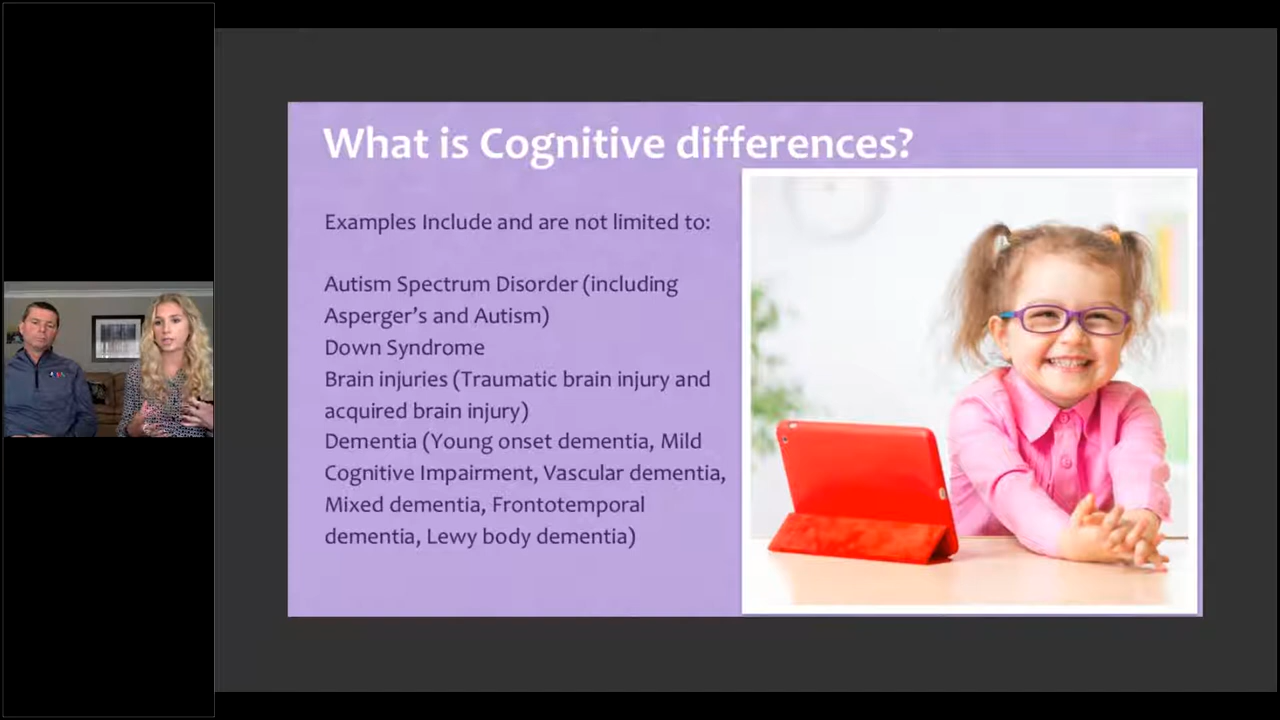 What is Cognitive differences?
Examples Include and are not limited to:
Autism Spectrum Disorder (including
Asperger's and Autism)
Down Syndrome
Brain injuries (Traumatic brain injury and
acquired brain injury)
Dementia (Young onset dementia, Mild
Cognitive Impairment, Vascular dementia,
Mixed dementia, Frontotemporal
dementia, Lewy body dementia)